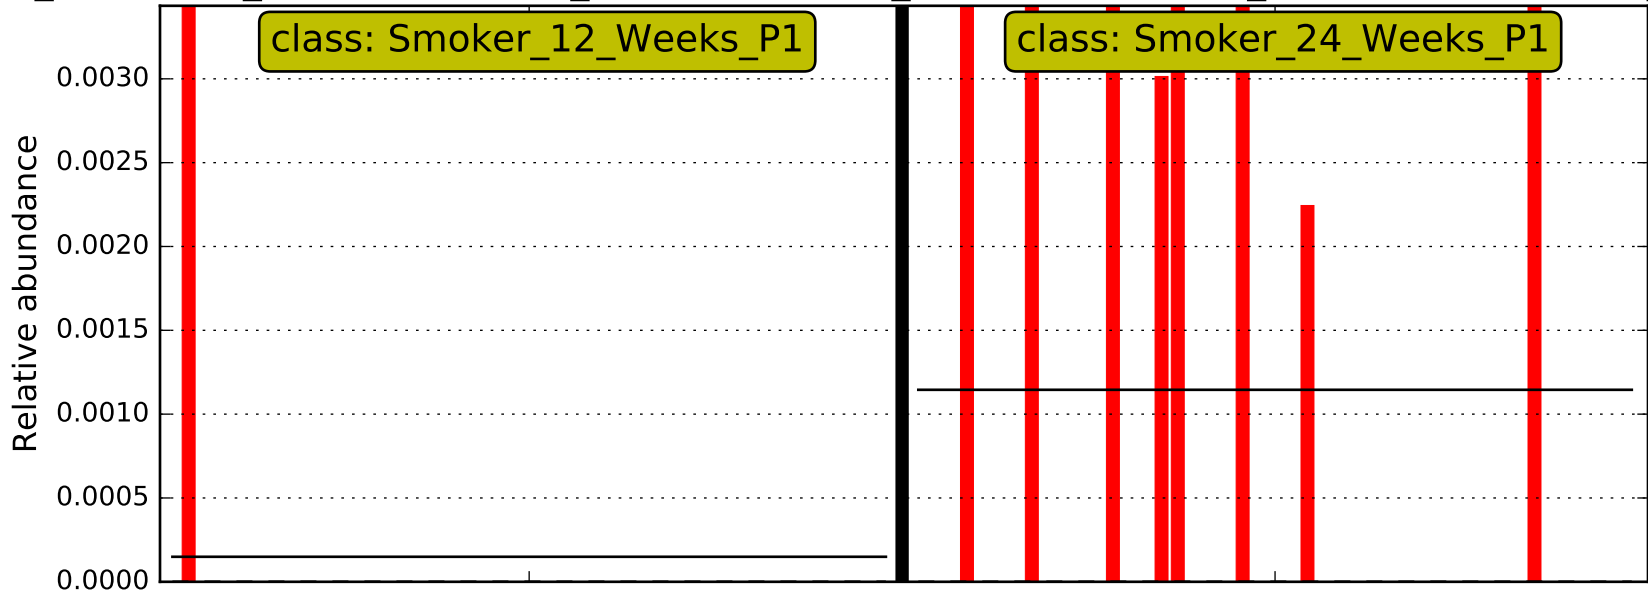 class: Smoker_12_Weeks_P1
class: Smoker_24_Weeks_P1
Relative abundance
0.0030
0.0025
0.0020
0.0015
0.0010
0.0005
0.0000